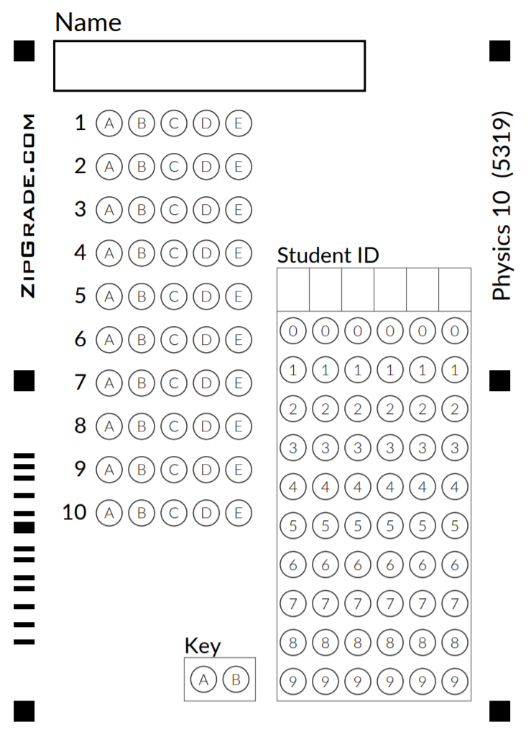 Name
ZIPGRADE.COM
Physics 10 (5319)
1 A B C D E
2 A B C D E
3 A B C D E
4 A B C D E
5 A B C D E
6 A B C D E
7 A B C D E
8 A B C D E
9 A B C D E
10 A B C D E
Student ID
0 0 0 0 0 0
1 1 1 1 1 1
2 2 2 2 2 2
3 3 3 3 3 3
4 4 4 4 4 4
5 5 5 5 5 5
6 6 6 6 6 6
7 7 7 7 7 7
8 8 8 8 8 8
9 9 9 9 9 9
Key
A B